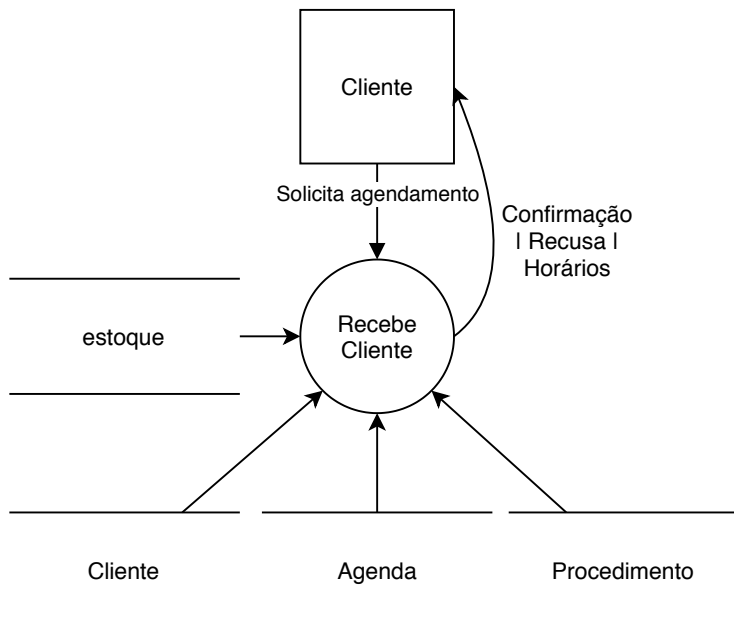 Cliente
Solicita agendamento
Confirmação
| Recusa |
Horários
Recebe
Cliente
estoque
Cliente
Agenda
Procedimento